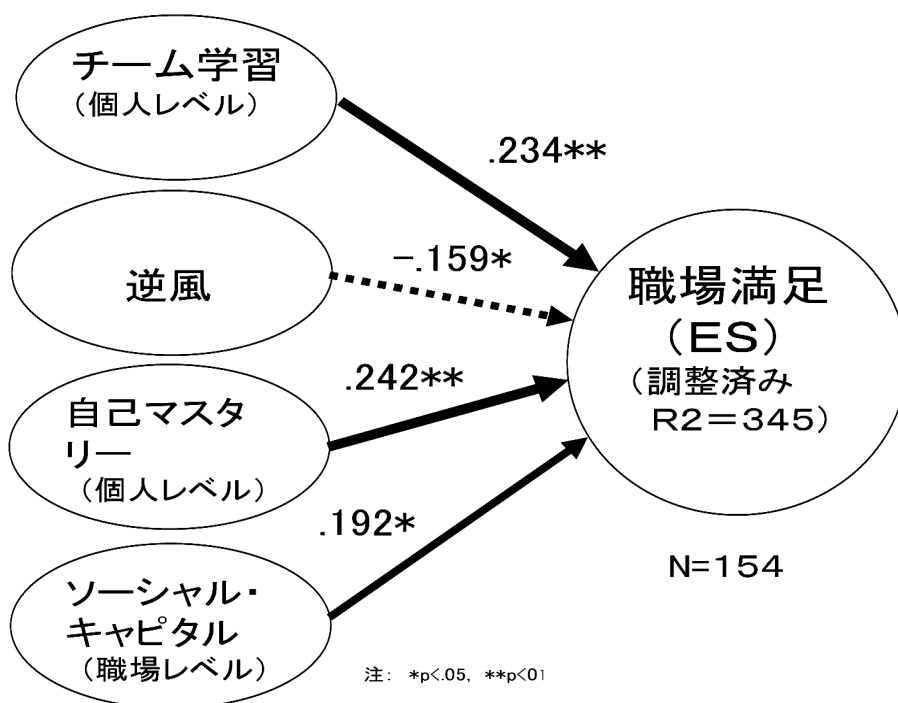 チーム学習
（個人レベル）
.234**
逆風
−.159*
自己マスタ
リー
（個人レベル）
.242**
ソーシャル・
キャピタル
（職場レベル）
.192*
職場満足
（ES）
（調整済み
R2＝345）
N=154
注： *p<.05, **p<01